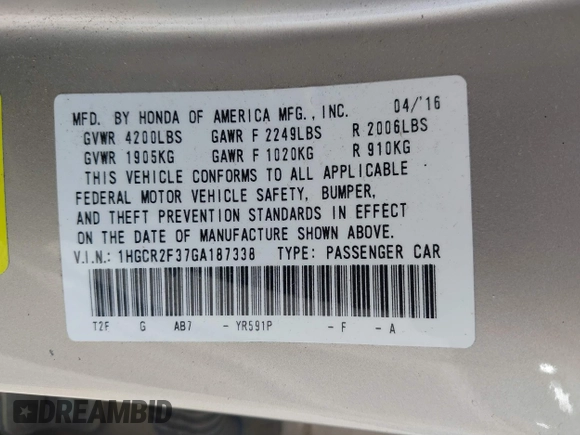 MFD. BY HONDA OF AMERICA MFG., INC. 04/'16
GVWR 4200LBS GAWR F 2249LBS R 2006LBS
GVWR 1905KG GAWR F 1020KG R 910KG
THIS VEHICLE CONFORMS TO ALL APPLICABLE
FEDERAL MOTOR VEHICLE SAFETY, BUMPER,
AND THEFT PREVENTION STANDARDS IN EFFECT
ON THE DATE OF MANUFACTURE SHOWN ABOVE.
V.I.N.: 1HGCR2F37GA187338 TYPE: PASSENGER CAR
T2F G AB7 - YR591P - F - A
DREAMBID